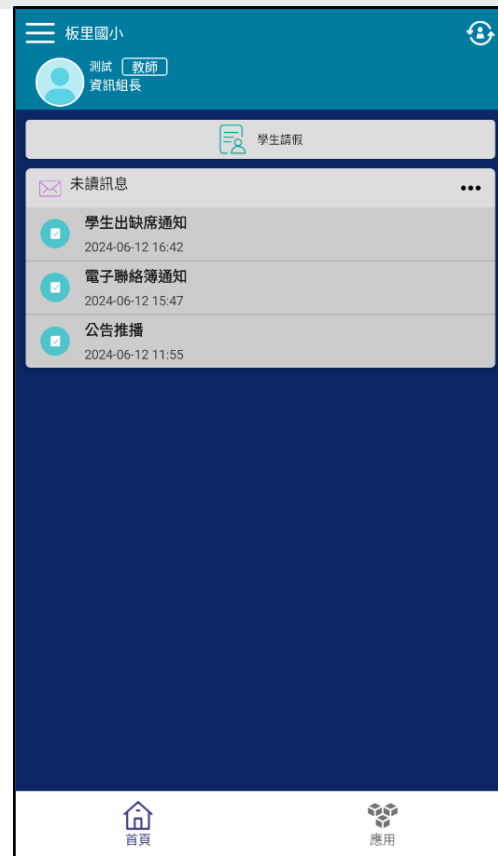 板里國小
測試 教師
資訊組長
學生請假
未讀訊息
學生出缺席通知
2024-06-12 16:42
電子聯絡簿通知
2024-06-12 15:47
公告推播
2024-06-12 11:55
首頁 應用